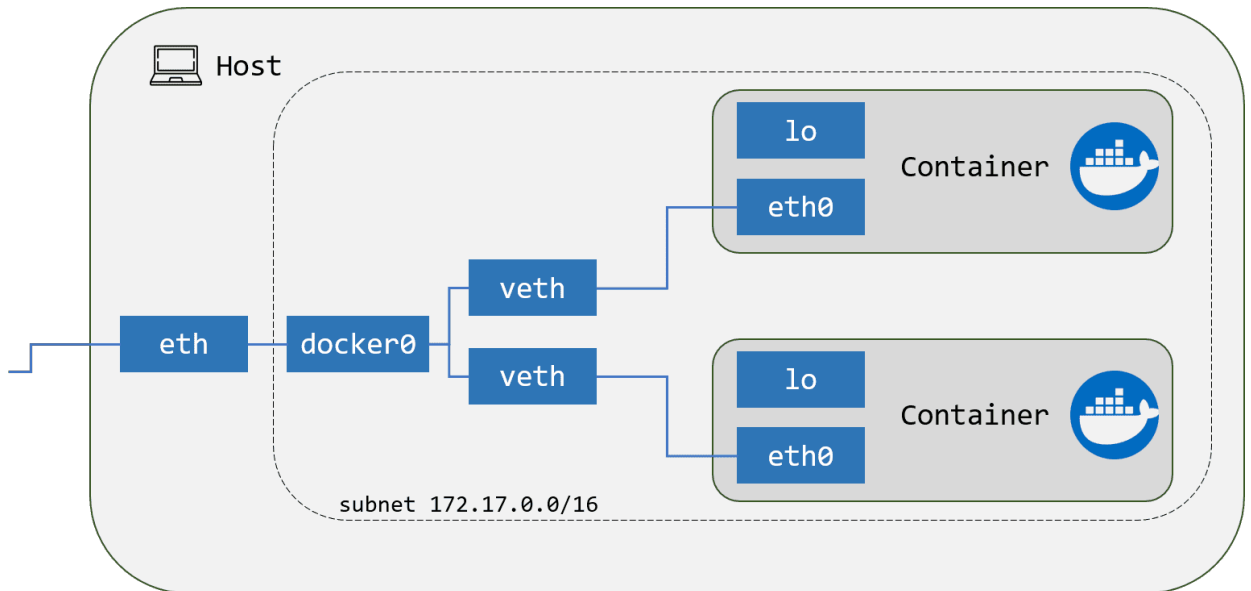 Host
lo
Container
eth0
veth
eth
docker0
veth
lo
Container
eth0
subnet 172.17.0.0/16